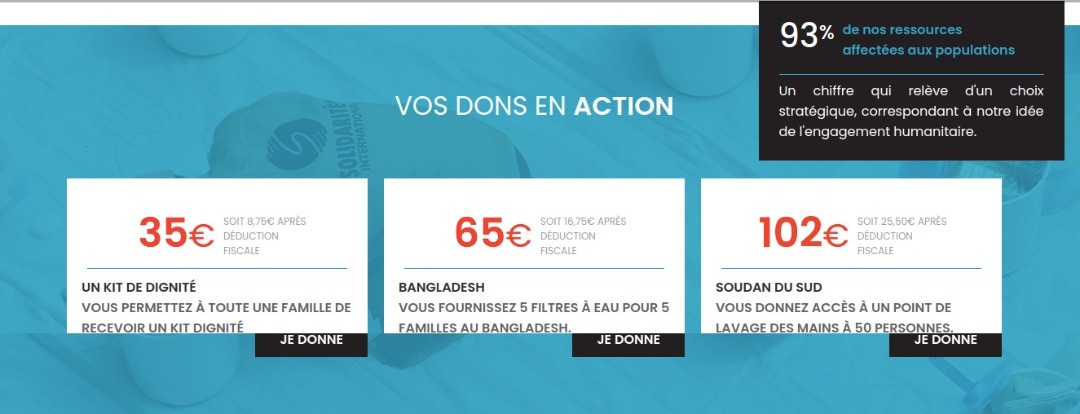 93% de nos ressources
affectées aux populations
Un chiffre qui relève d'un choix
stratégique, correspondant à notre idée
de l'engagement humanitaire.
VOS DONS EN ACTION
SOLIDARITÉS
INTERNATIONAL
35€ SOIT 8,75€ APRÈS
DÉDUCTION
FISCALE
UN KIT DE DIGNITÉ
VOUS PERMETTEZ À TOUTE UNE FAMILLE DE
RECEVOIR UN KIT DIGNITÉ
JE DONNE
65€ SOIT 16,75€ APRÈS
DÉDUCTION
FISCALE
BANGLADESH
VOUS FOURNISSEZ 5 FILTRES À EAU POUR 5
FAMILLES AU BANGLADESH.
JE DONNE
102€ SOIT 25,50€ APRÈS
DÉDUCTION
FISCALE
SOUDAN DU SUD
VOUS DONNEZ ACCÈS À UN POINT DE
LAVAGE DES MAINS À 50 PERSONNES.
JE DONNE